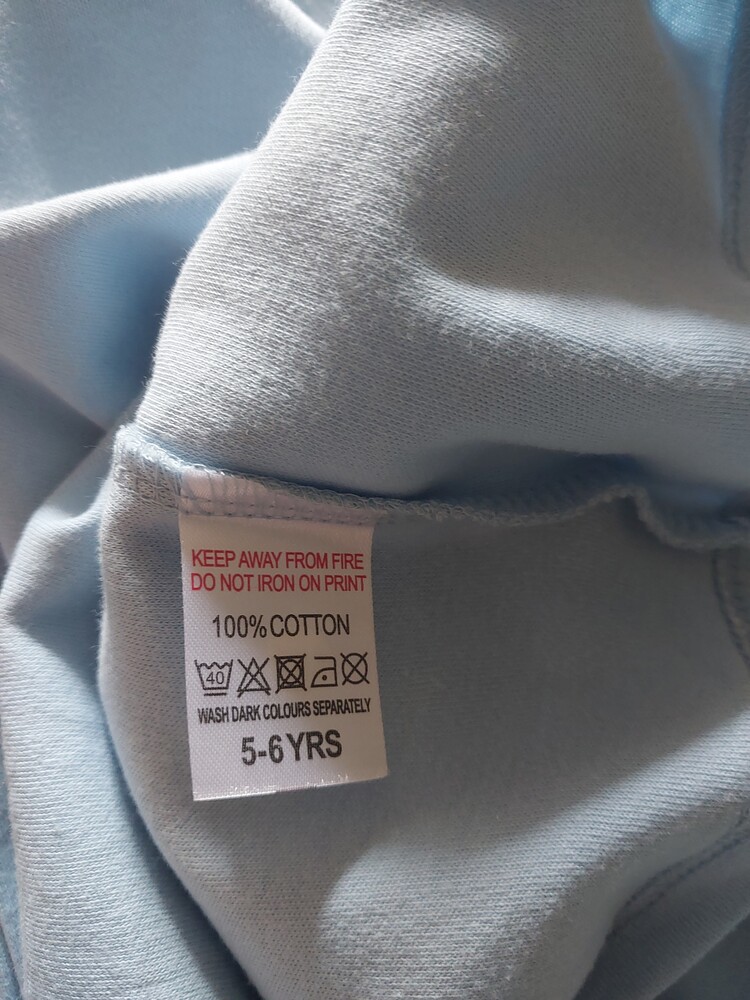 KEEP AWAY FROM FIRE
DO NOT IRON ON PRINT
100% COTTON
40
WASH DARK COLOURS SEPARATELY
5-6 YRS